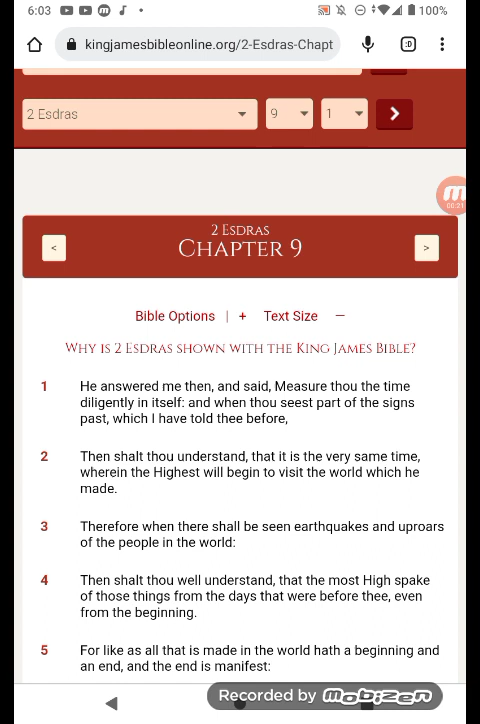 6:03
100%
kingjamesbibleonline.org/2-Esdras-Chapt
:D
2 Esdras
9
1
>
00:21
2 Esdras
< Chapter 9 >
Bible Options | + Text Size —
Why is 2 Esdras shown with the King James Bible?
1 He answered me then, and said, Measure thou the time
diligently in itself: and when thou seest part of the signs
past, which I have told thee before,
2 Then shalt thou understand, that it is the very same time,
wherein the Highest will begin to visit the world which he
made.
3 Therefore when there shall be seen earthquakes and uproars
of the people in the world:
4 Then shalt thou well understand, that the most High spake
of those things from the days that were before thee, even
from the beginning.
5 For like as all that is made in the world hath a beginning and
an end, and the end is manifest:
Recorded by mobizen